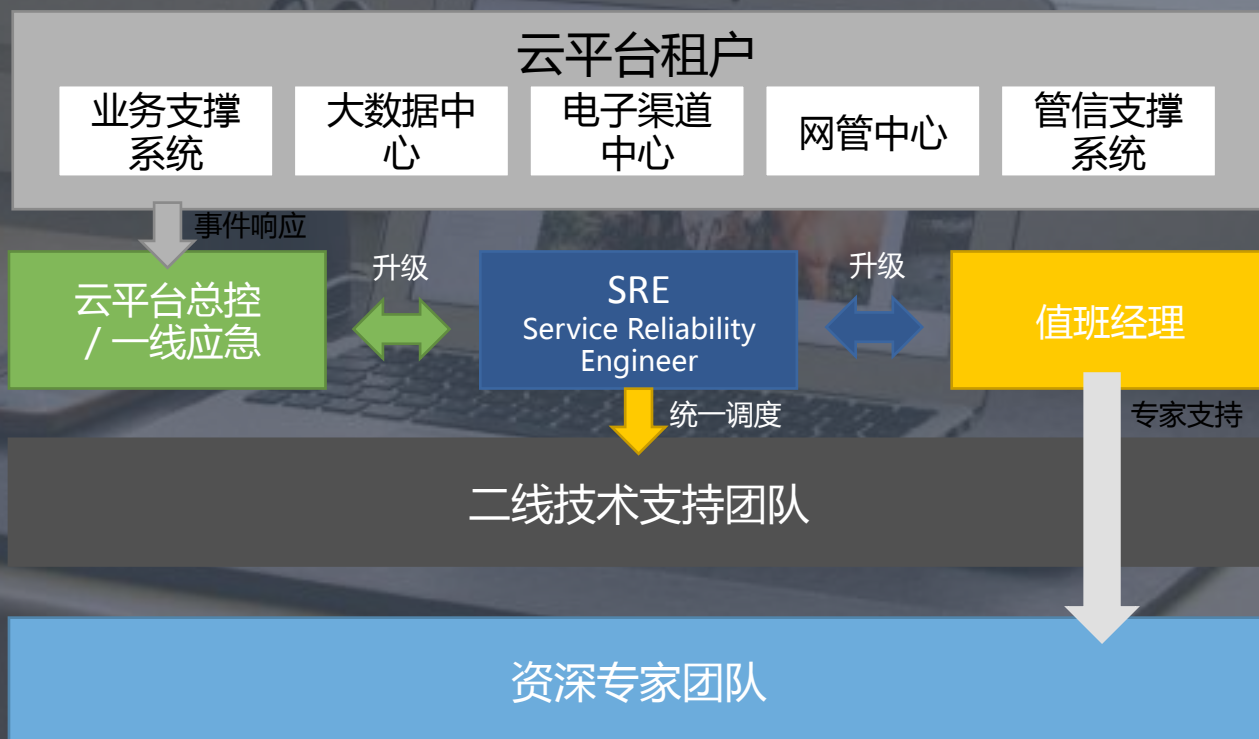 云平台租户
业务支撑
系统
大数据中
心
电子渠道
中心
网管中心
管信支撑
系统
事件响应
云平台总控
/ 一线应急
升级
SRE
Service Reliability
Engineer
升级
值班经理
统一调度
专家支持
二线技术支持团队
资深专家团队